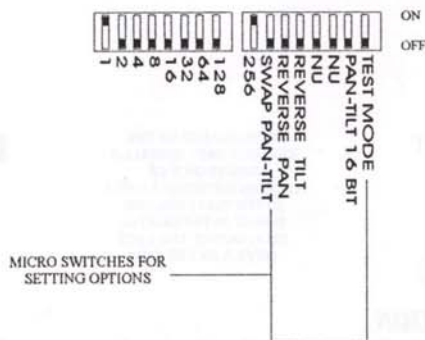 ON
OFF
1
2
4
8
16
32
64
128
256
SWAP PAN-TILT
REVERSE PAN
REVERSE TILT
NU
NU
PAN-TILT 16 BIT
TEST MODE
MICRO SWITCHES FOR
SETTING OPTIONS